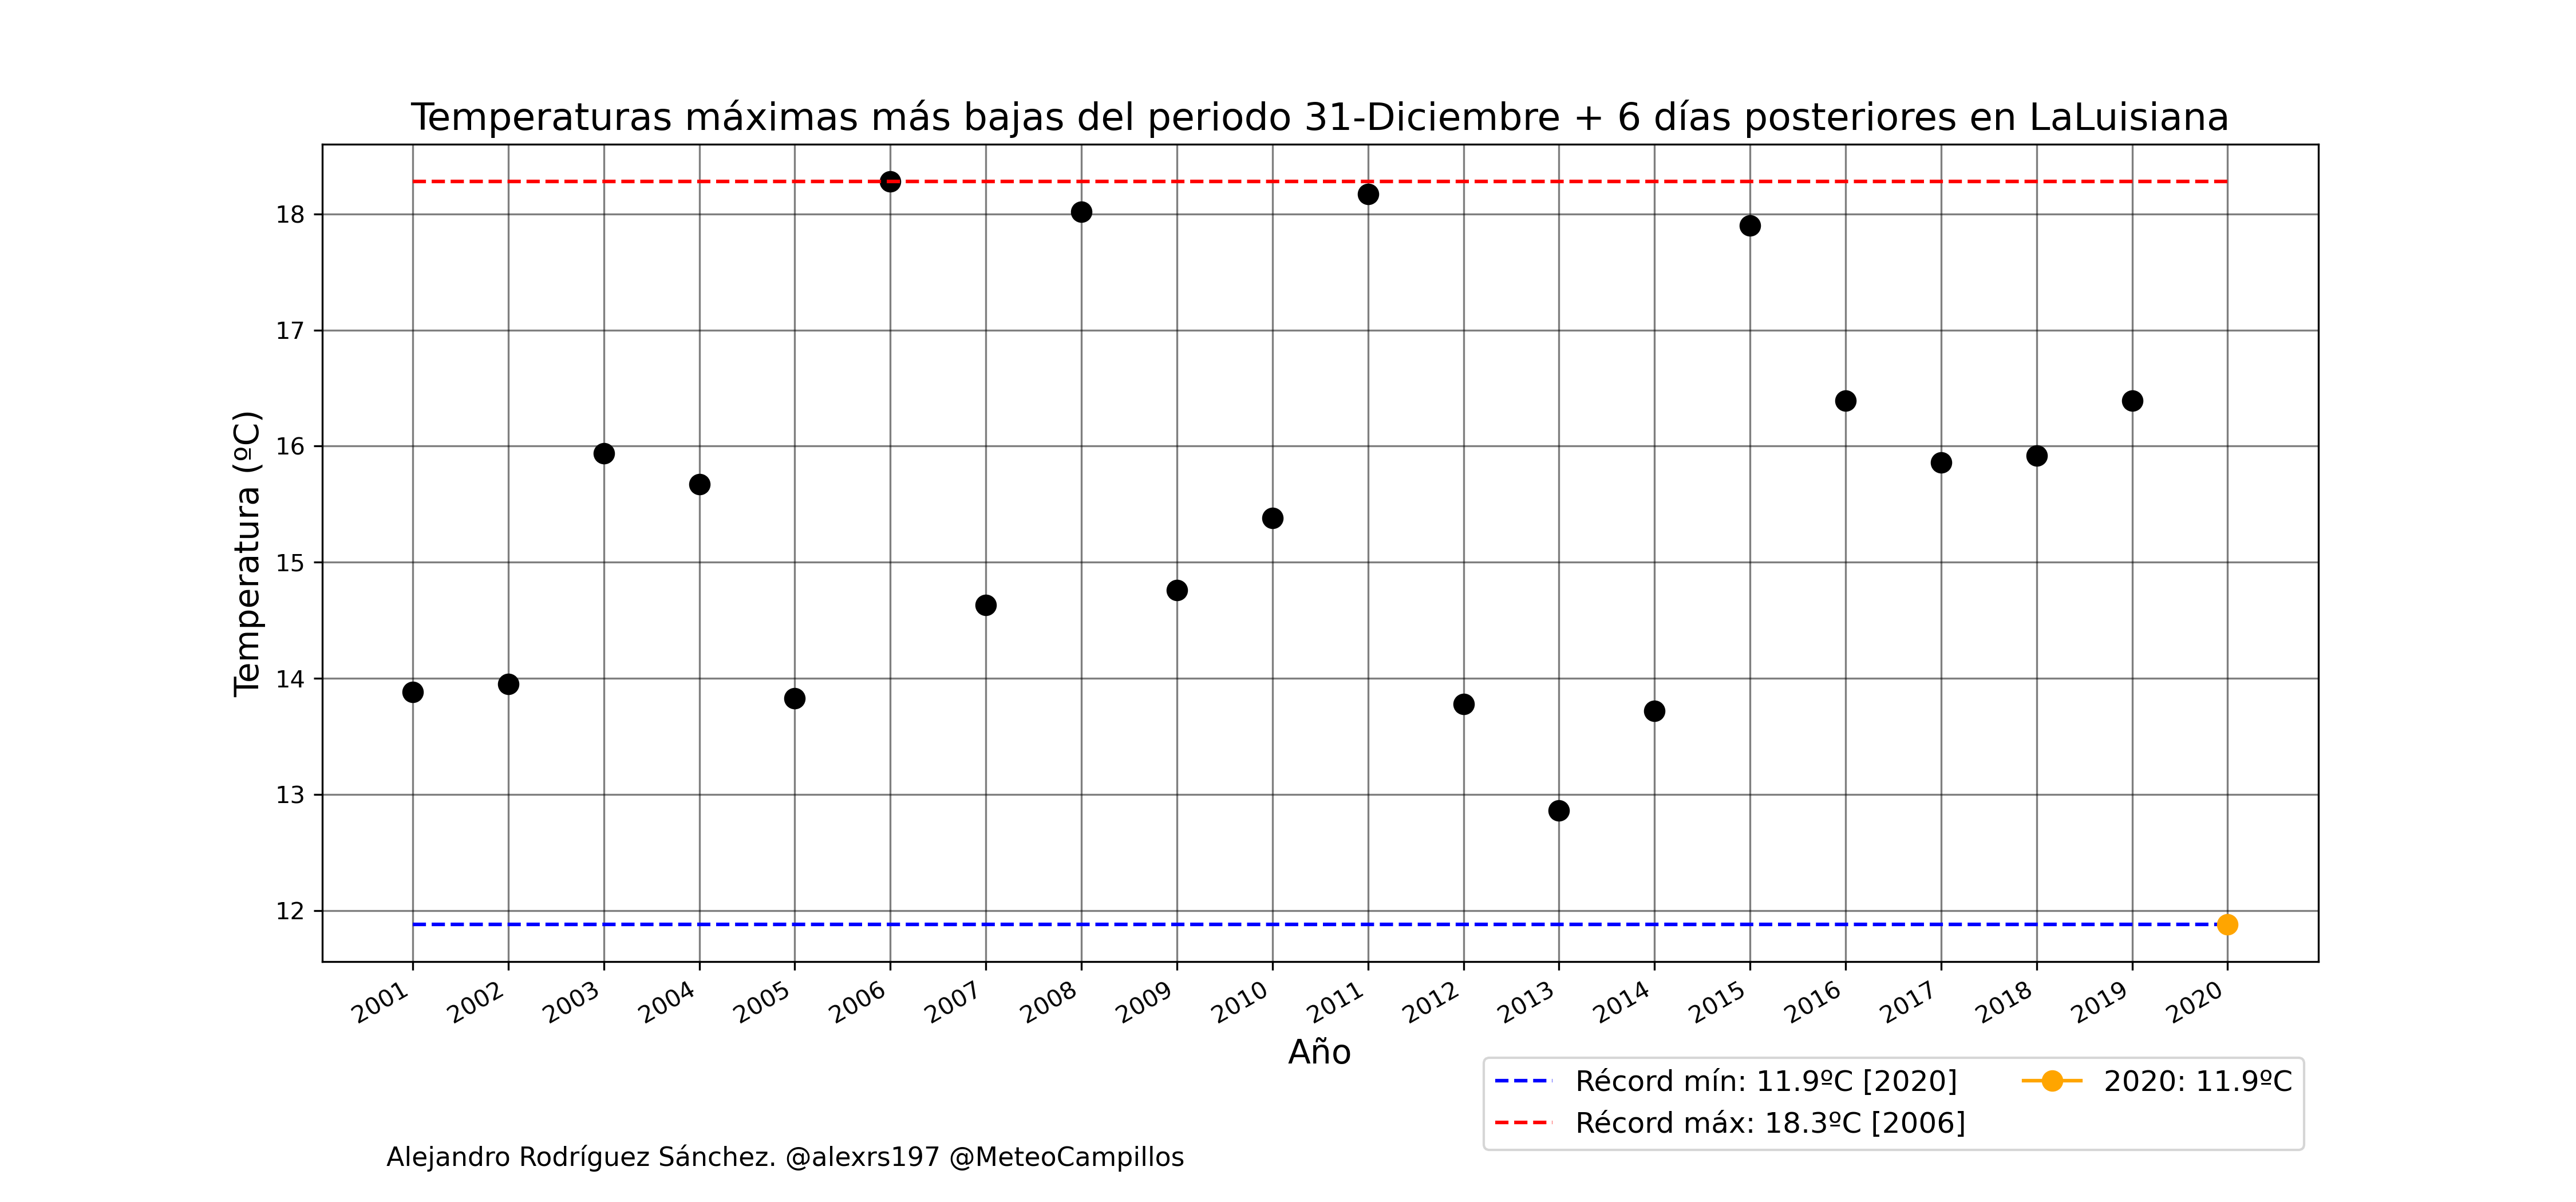 Temperaturas máximas más bajas del periodo 31-Diciembre + 6 días posteriores en LaLuisiana
Temperatura (ºC)
18
17
16
15
14
13
12
2001 2002 2003 2004 2005 2006 2007 2008 2009 2010 2011 2012 2013 2014 2015 2016 2017 2018 2019 2020
Año
Récord mín: 11.9ºC [2020]
Récord máx: 18.3ºC [2006]
2020: 11.9ºC
Alejandro Rodríguez Sánchez. @alexrs197 @MeteoCampillos